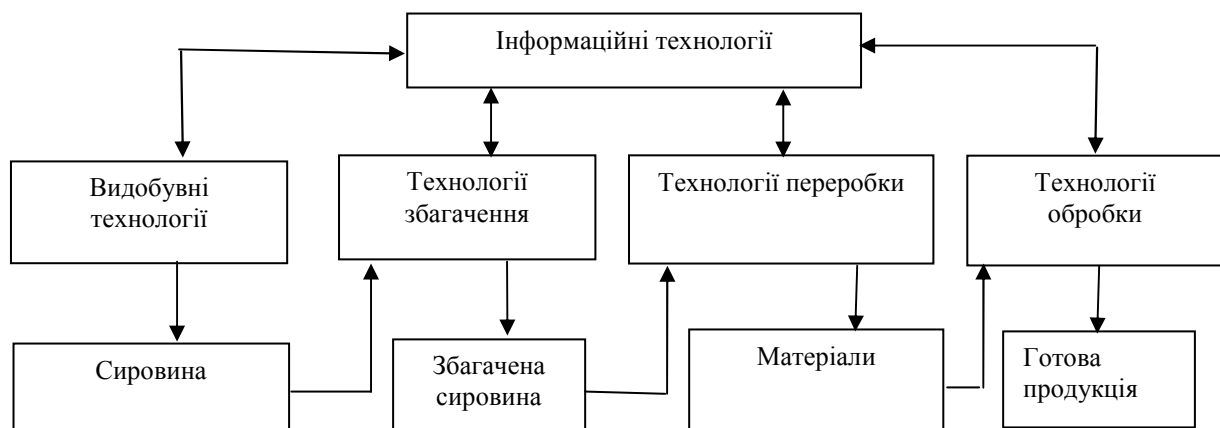 Інформаційні технології
Видобувні
технології
Технології
збагачення
Технології переробки
Технології
обробки
Сировина
Збагачена
сировина
Матеріали
Готова
продукція